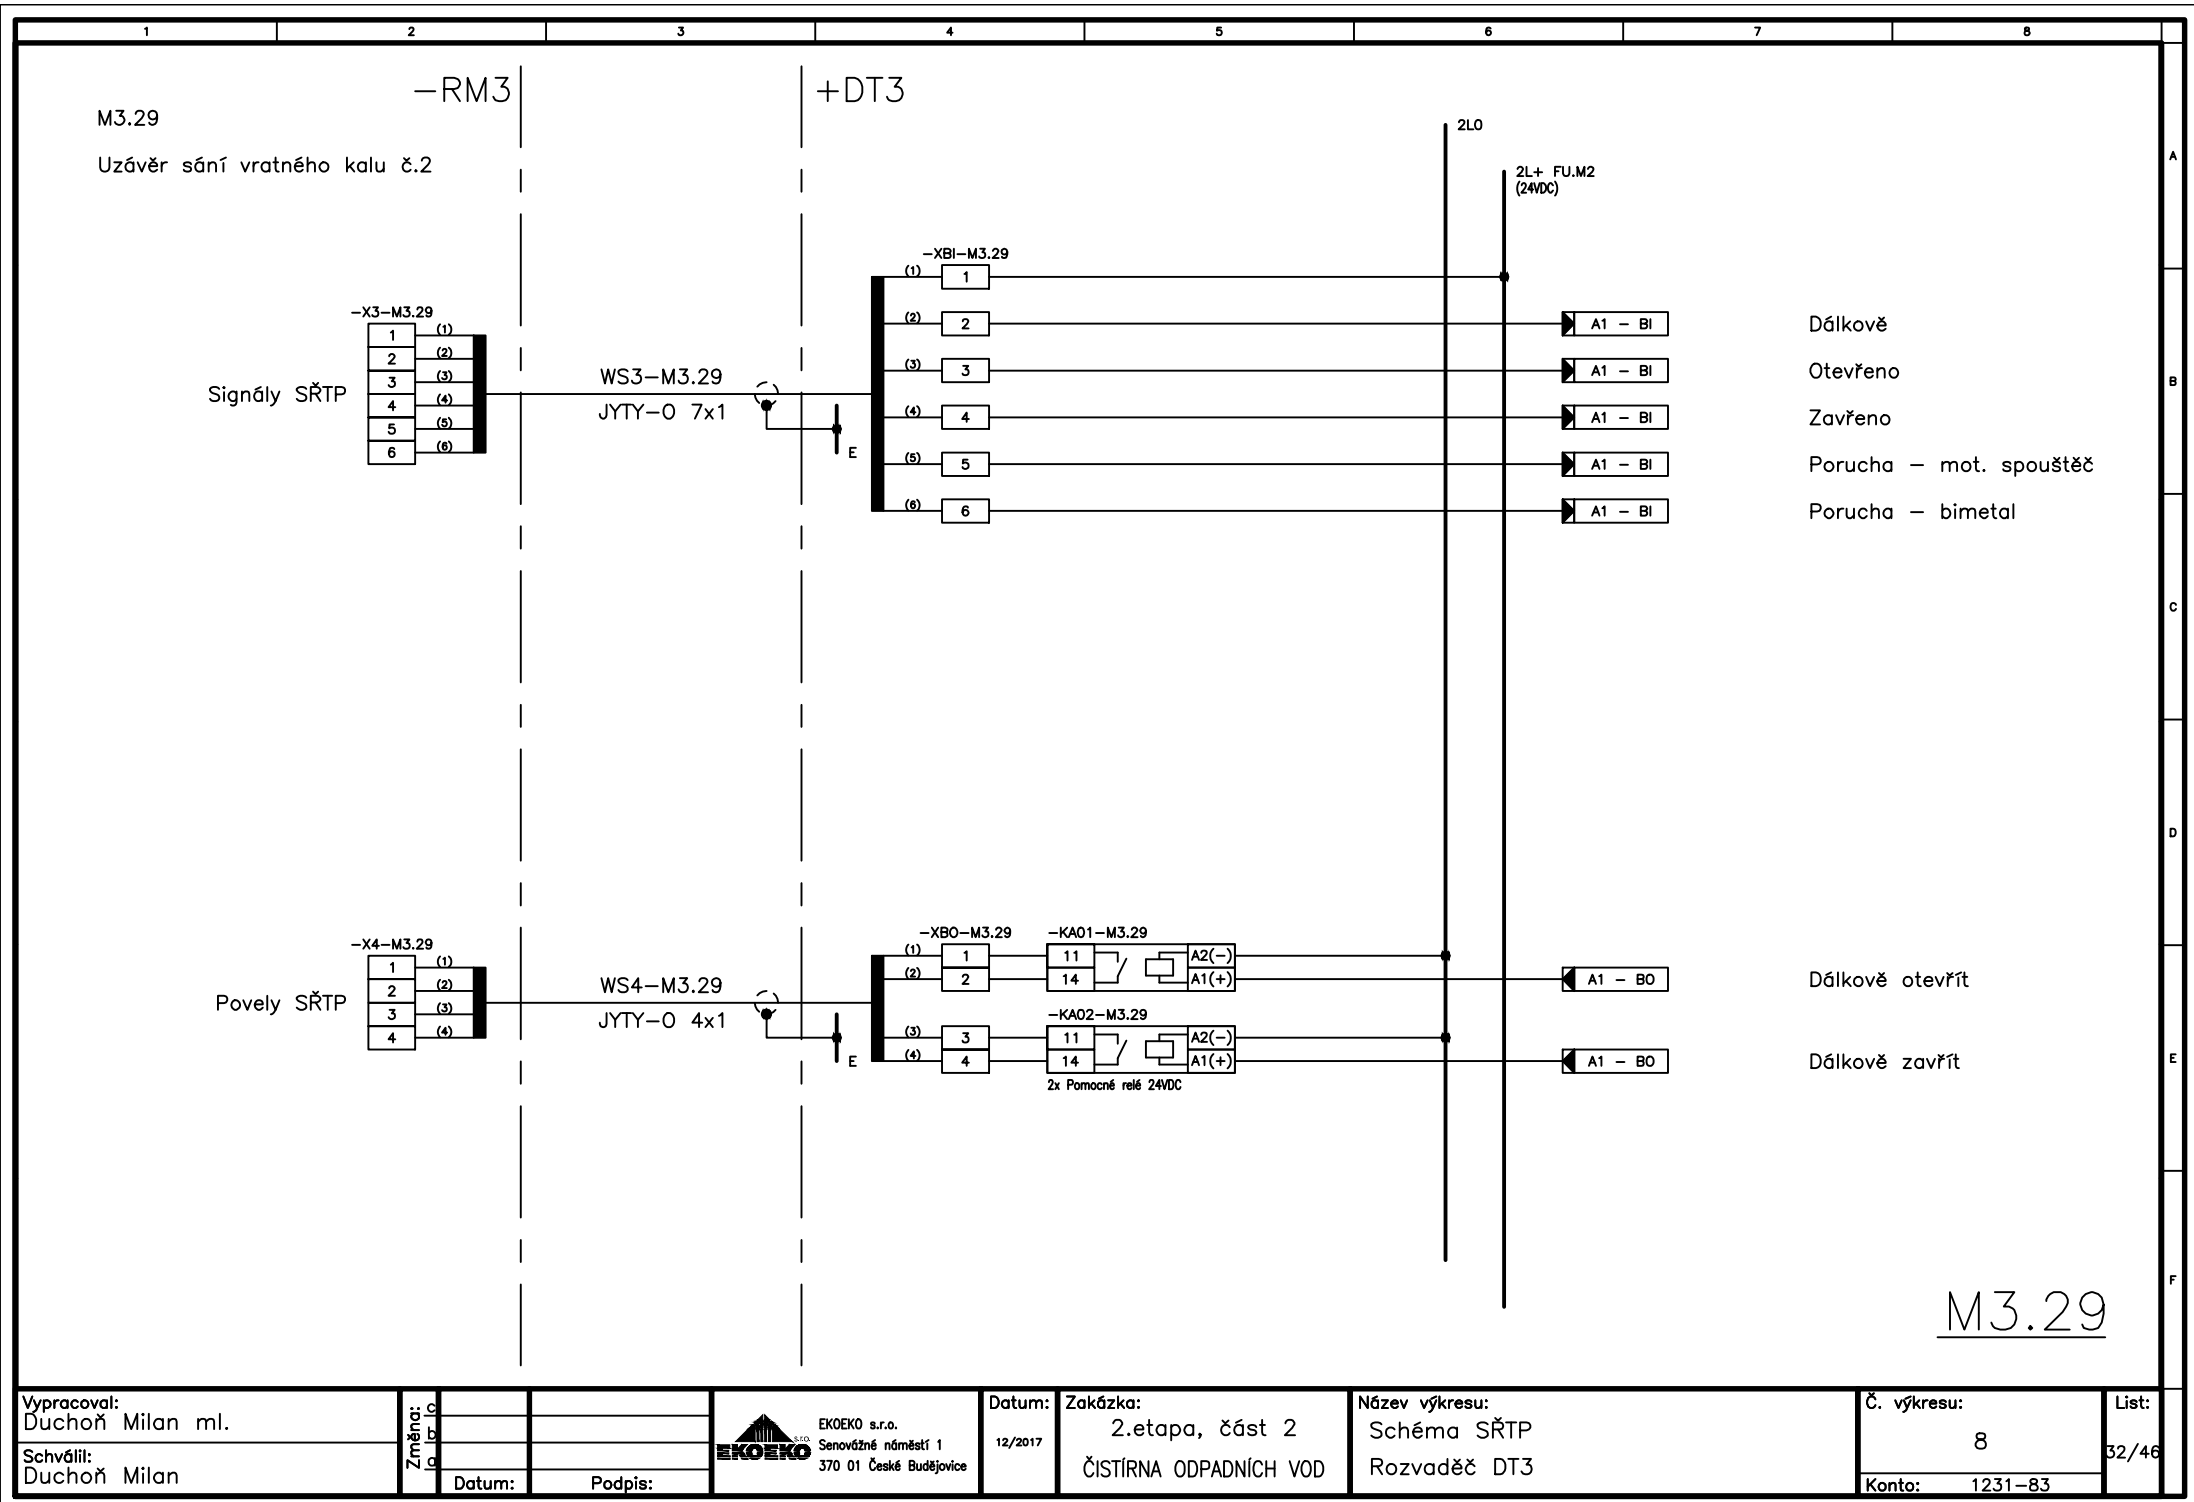 1 2 3 4 5 6 7 8
-RM3
+DT3
M3.29
Uzávěr sání vratného kalu č.2
2L0
2L+ FU.M2
(24VDC)
A
B
C
D
E
F
-X3-M3.29
Signály SŘTP
1 (1)
2 (2)
3 (3)
4 (4)
5 (5)
6 (6)
WS3-M3.29
JYTY-O 7x1
E
-XBI-M3.29
(1) 1
(2) 2 A1 - BI Dálkově
(3) 3 A1 - BI Otevřeno
(4) 4 A1 - BI Zavřeno
(5) 5 A1 - BI Porucha - mot. spouštěč
(6) 6 A1 - BI Porucha - bimetal
-X4-M3.29
Povely SŘTP
1 (1)
2 (2)
3 (3)
4 (4)
WS4-M3.29
JYTY-O 4x1
E
-XBO-M3.29 -KA01-M3.29
(1) 1 11 A2(-)
(2) 2 14 A1(+) A1 - BO Dálkově otevřít
-KA02-M3.29
(3) 3 11 A2(-)
(4) 4 14 A1(+) A1 - BO Dálkově zavřít
2x Pomocné relé 24VDC
M3.29
Vypracoval:
Duchoň Milan ml.
Schválil:
Duchoň Milan
Změna:
c
b
a
Datum: Podpis:
EKOEKO s.r.o.
EKOEKO s.r.o.
Senovážné náměstí 1
370 01 České Budějovice
Datum:
12/2017
Zakázka:
2.etapa, část 2
ČISTÍRNA ODPADNÍCH VOD
Název výkresu:
Schéma SŘTP
Rozvaděč DT3
Č. výkresu:
8
Konto: 1231-83
List:
32/46